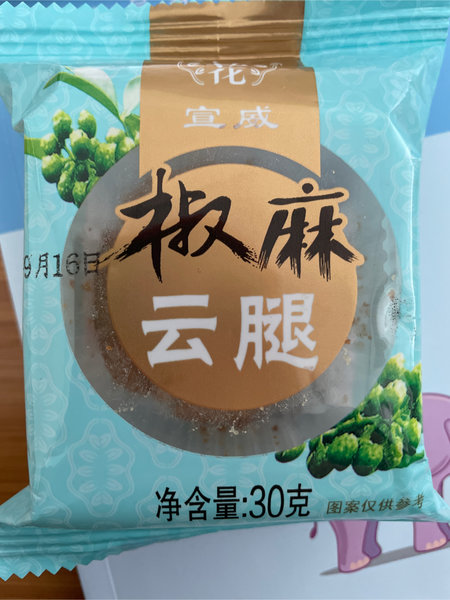 花
宣威
椒麻
9月16日
云腿
净含量:30克
图案仅供参考